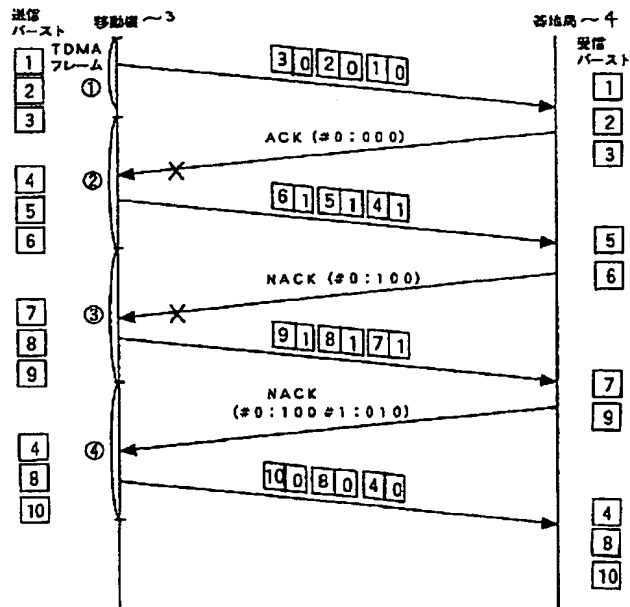 送信
バースト
移動機～3
基地局～4
受信
バースト
TDMA
フレーム
1
2
3
①
3 0 2 0 1 0
1
2
3
ACK (#0:000)
×
4
5
6
②
6 1 5 1 4 1
5
6
NACK (#0:100)
×
7
8
9
③
9 1 8 1 7 1
7
9
NACK
(#0:100 #1:010)
4
8
10
④
10 0 8 0 4 0
4
8
10